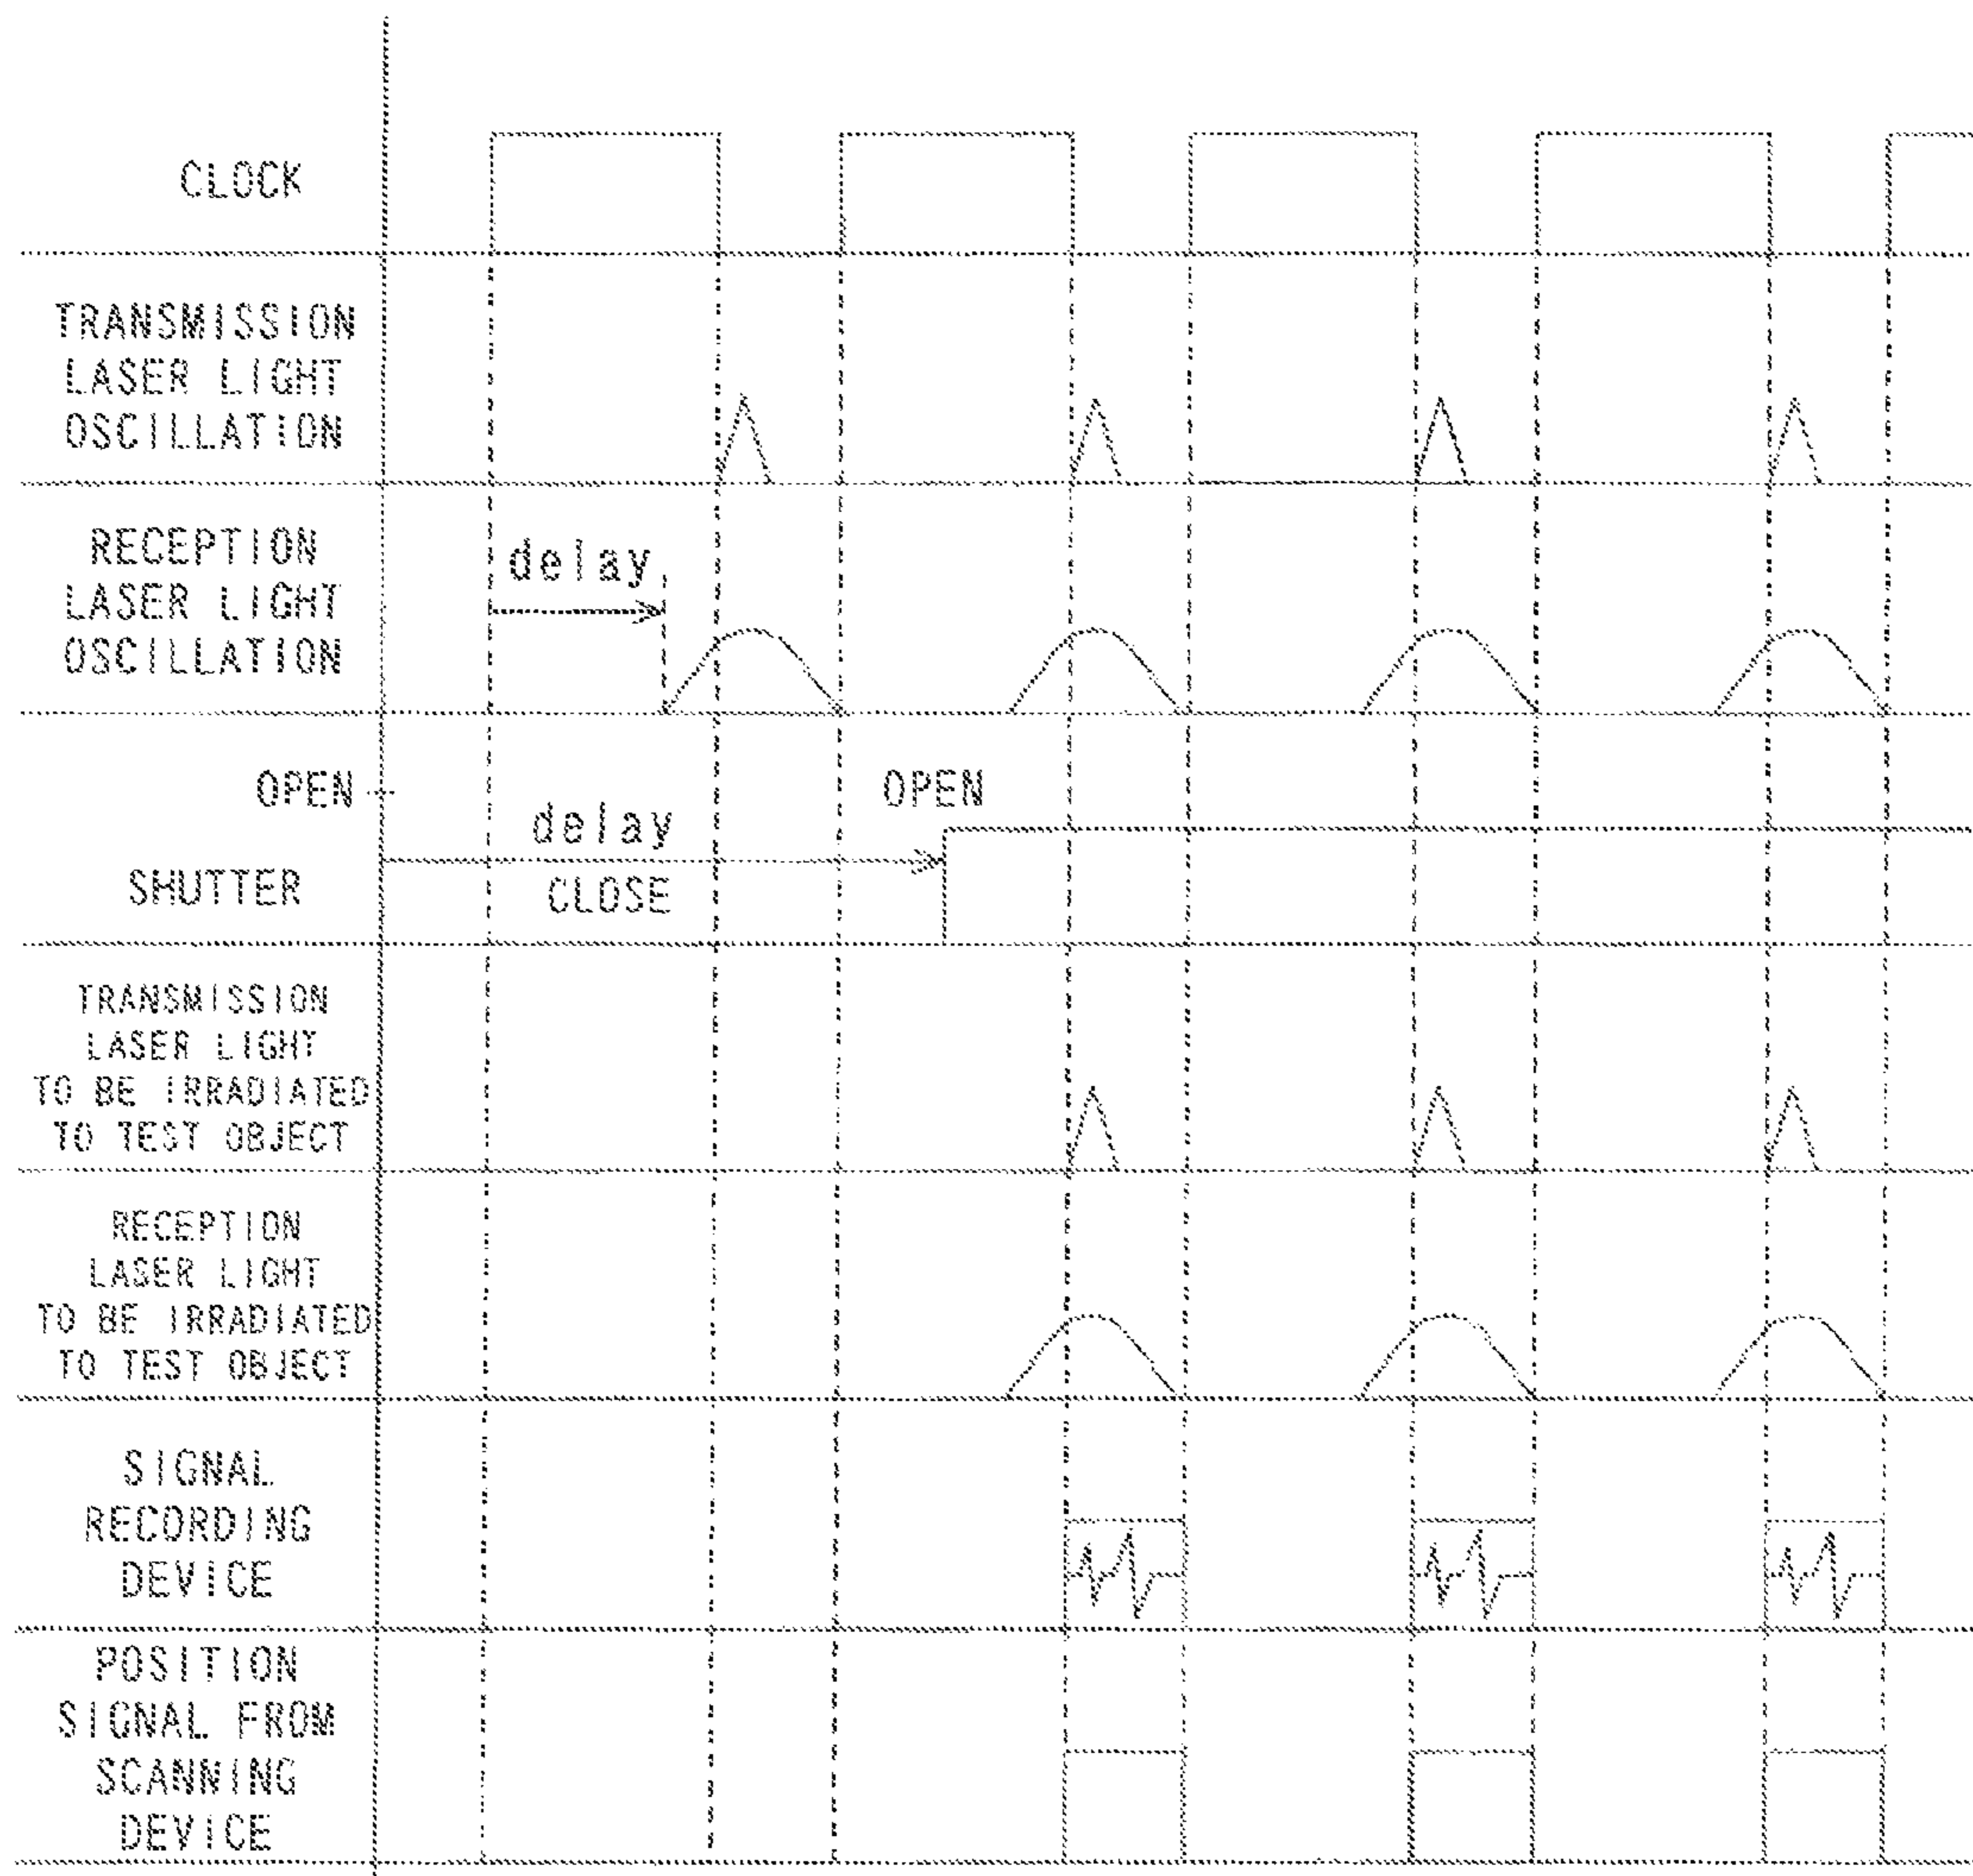 CLOCK
TRANSMISSION
LASER LIGHT
OSCILLATION
RECEPTION
LASER LIGHT
OSCILLATION
delay
OPEN
OPEN
delay
SHUTTER
CLOSE
TRANSMISSION
LASER LIGHT
TO BE IRRADIATED
TO TEST OBJECT
RECEPTION
LASER LIGHT
TO BE IRRADIATED
TO TEST OBJECT
SIGNAL
RECORDING
DEVICE
POSITION
SIGNAL FROM
SCANNING
DEVICE